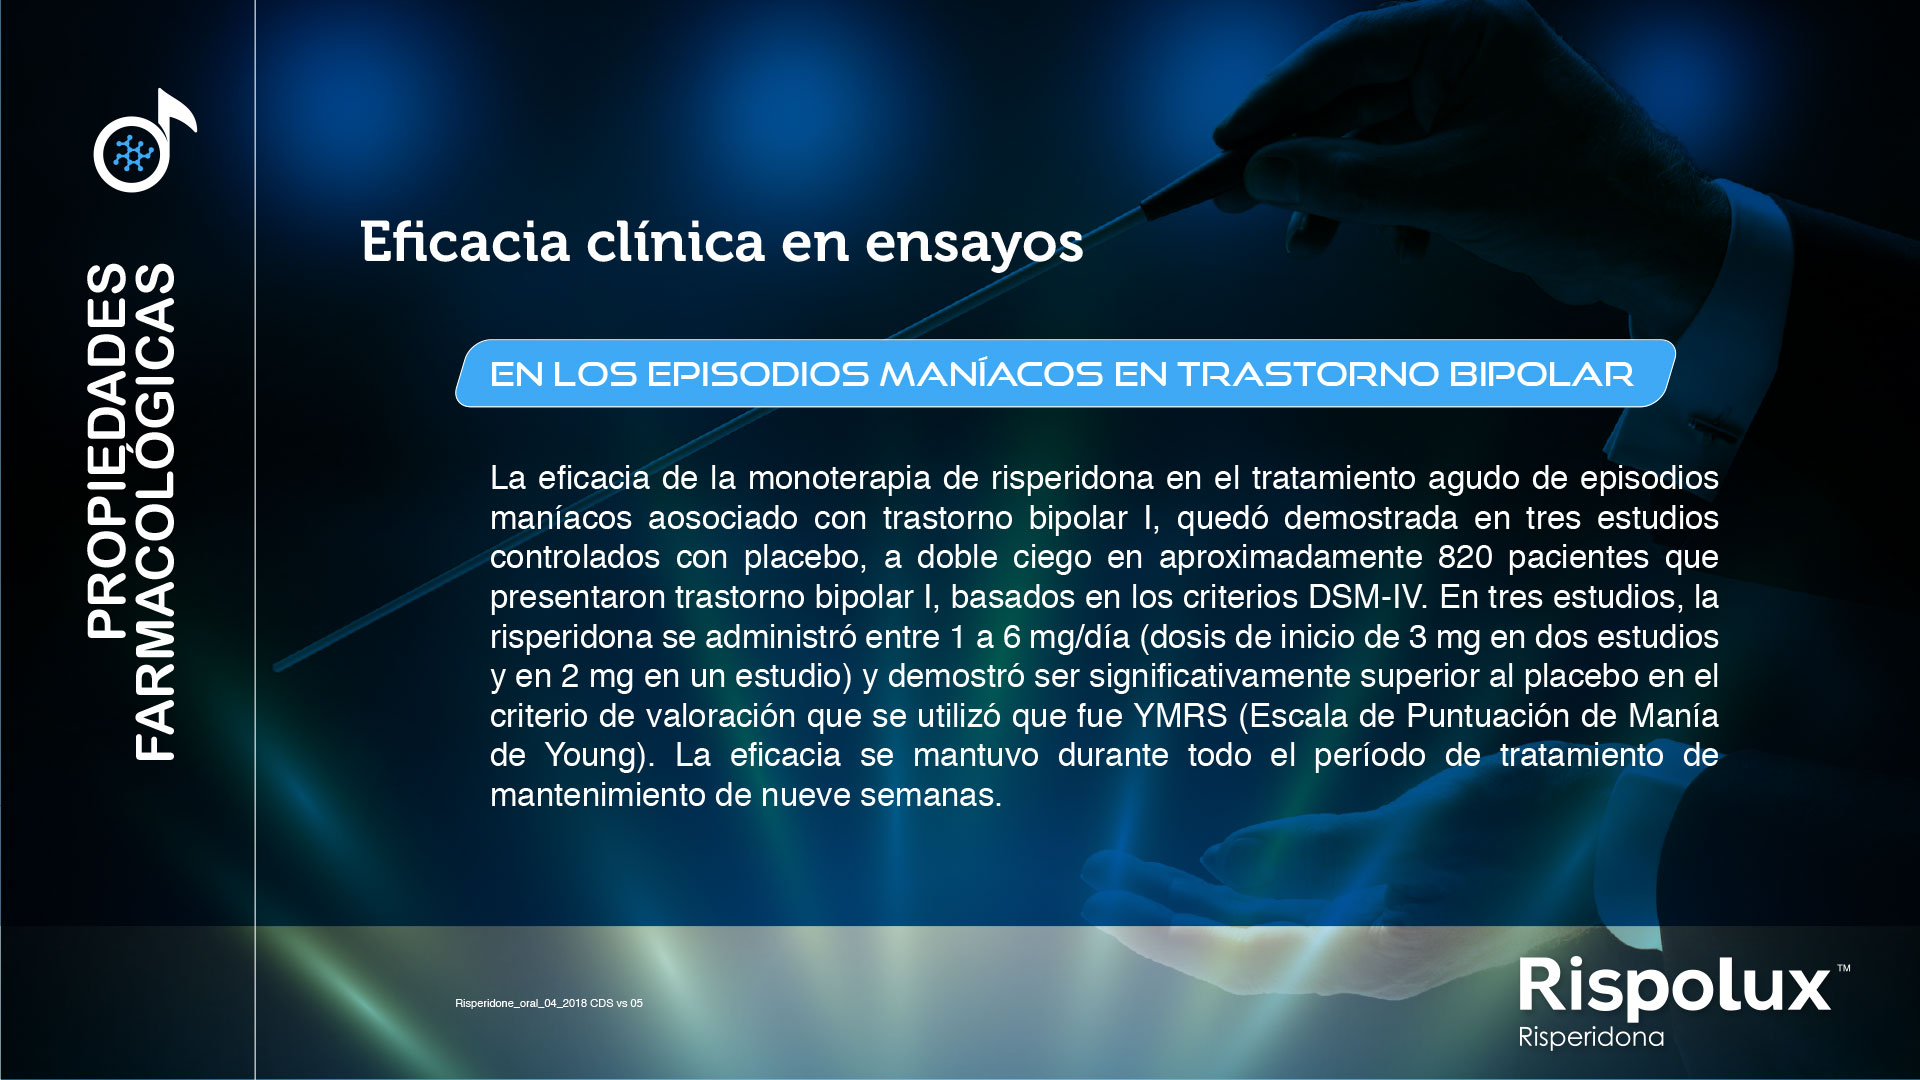 PROPIEDADES
FARMACOLÓGICAS
Eficacia clínica en ensayos
EN LOS EPISODIOS MANÍACOS EN TRASTORNO BIPOLAR
La eficacia de la monoterapia de risperidona en el tratamiento agudo de episodios
maníacos aosociado con trastorno bipolar I, quedó demostrada en tres estudios
controlados con placebo, a doble ciego en aproximadamente 820 pacientes que
presentaron trastorno bipolar I, basados en los criterios DSM-IV. En tres estudios, la
risperidona se administró entre 1 a 6 mg/día (dosis de inicio de 3 mg en dos estudios
y en 2 mg en un estudio) y demostró ser significativamente superior al placebo en el
criterio de valoración que se utilizó que fue YMRS (Escala de Puntuación de Manía
de Young). La eficacia se mantuvo durante todo el período de tratamiento de
mantenimiento de nueve semanas.
Risperidone_oral_04_2018 CDS vs 05
Rispolux™
Risperidona